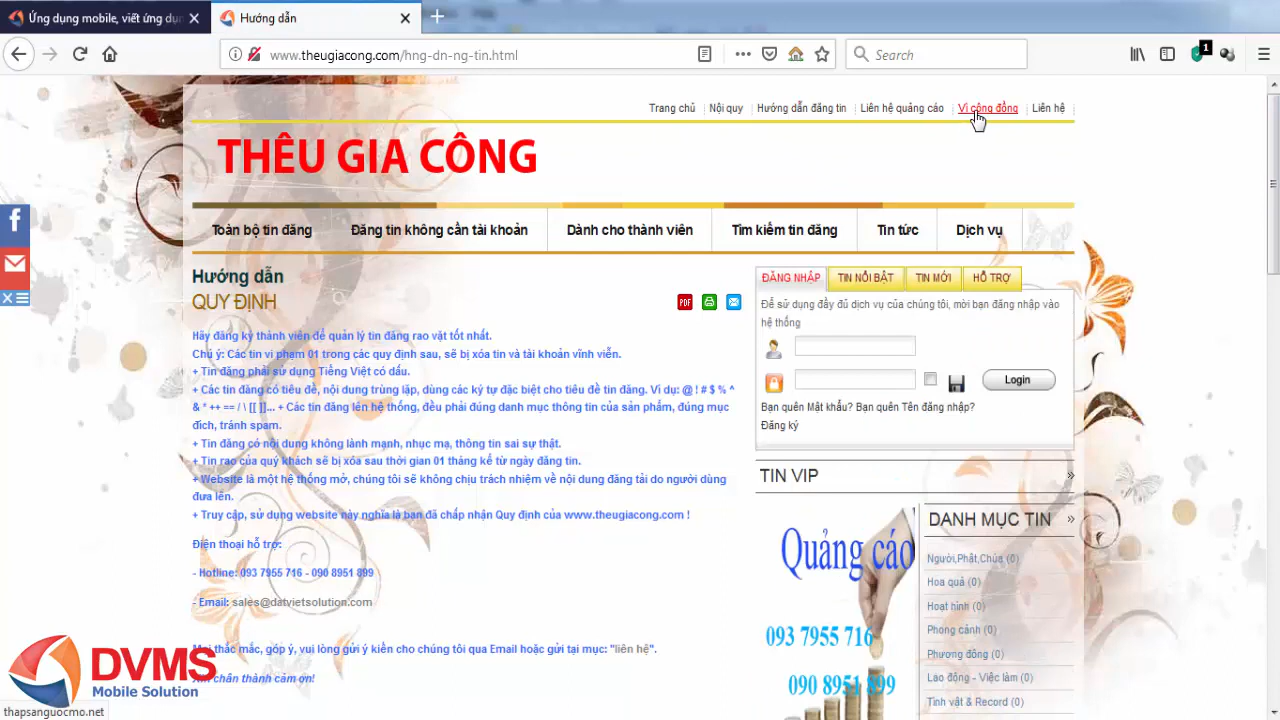 Ứng dụng mobile, viết ứng dụn
Hướng dẫn
www.theugiacong.com/hng-dn-ng-tin.html
Search
1
Trang chủ
Nội quy
Hướng dẫn đăng tin
Liên hệ quảng cáo
Vì cộng đồng
Liên hệ
THÊU GIA CÔNG
Toàn bộ tin đăng
Đăng tin không cần tài khoản
Dành cho thành viên
Tìm kiếm tin đăng
Tin tức
Dịch vụ
Hướng dẫn
QUY ĐỊNH
PDF
Hãy đăng ký thành viên để quản lý tin đăng rao vặt tốt nhất.
Chú ý: Các tin vi phạm 01 trong các quy định sau, sẽ bị xóa tin và tài khoản vĩnh viễn.
+ Tin đăng phải sử dụng Tiếng Việt có dấu.
+ Các tin đăng có tiêu đề, nội dung trùng lặp, dùng các ký tự đặc biệt cho tiêu đề tin đăng. Ví dụ: @ ! # $ % ^
& * ++ == / \ [[ ]]... + Các tin đăng lên hệ thống, đều phải đúng danh mục thông tin của sản phẩm, đúng mục
đích, tránh spam.
+ Tin đăng có nội dung không lành mạnh, nhục mạ, thông tin sai sự thật.
+ Tin rao của quý khách sẽ bị xóa sau thời gian 01 tháng kể từ ngày đăng tin.
+ Website là một hệ thống mở, chúng tôi sẽ không chịu trách nhiệm về nội dung đăng tải do người dùng
đưa lên.
+ Truy cập, sử dụng website này nghĩa là bạn đã chấp nhận Quy định của www.theugiacong.com !
Điện thoại hỗ trợ:
- Hotline: 093 7955 716 - 090 8951 899
- Email: sales@datvietsolution.com
Mọi thắc mắc, góp ý, vui lòng gửi ý kiến cho chúng tôi qua Email hoặc gửi tại mục: "liên hệ".
Xin chân thành cảm ơn!
ĐĂNG NHẬP
TIN NỔI BẬT
TIN MỚI
HỖ TRỢ
Để sử dụng đầy đủ dịch vụ của chúng tôi, mời bạn đăng nhập vào
hệ thống
Login
Bạn quên Mật khẩu? Bạn quên Tên đăng nhập?
Đăng ký
TIN VIP
Quảng cáo
093 7955 716
090 8951 899
DANH MỤC TIN
Người,Phật,Chúa (0)
Hoa quả (0)
Hoạt hình (0)
Phong cảnh (0)
Phương đông (0)
Lao động - Việc làm (0)
Tĩnh vật & Record (0)
DVMS
Mobile Solution
thapsanguocmo.net